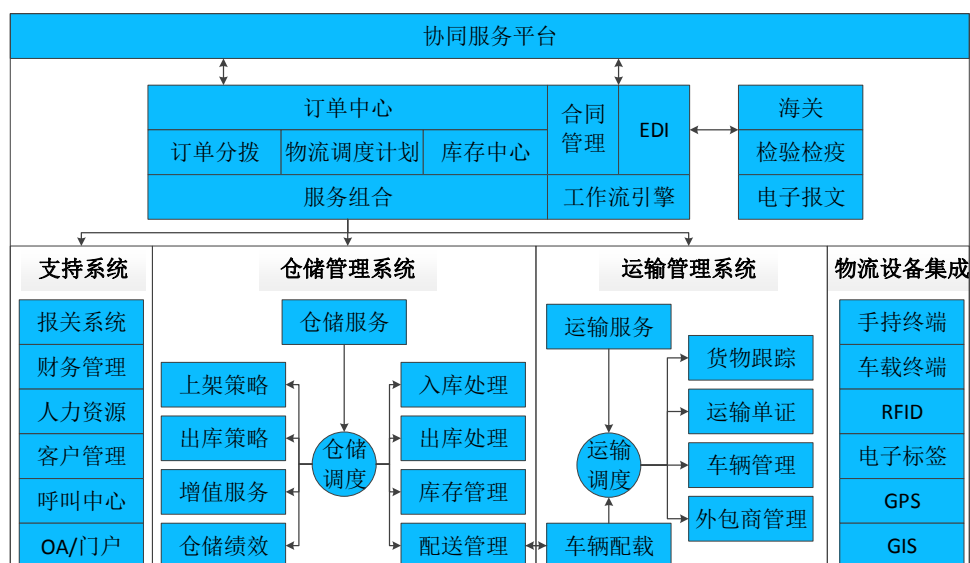 协同服务平台
订单中心
合同
管理
EDI
海关
订单分拨
物流调度计划
库存中心
检验检疫
服务组合
工作流引擎
电子报文
支持系统
仓储管理系统
运输管理系统
物流设备集成
报关系统
财务管理
人力资源
客户管理
呼叫中心
OA/门户
仓储服务
上架策略
出库策略
增值服务
仓储绩效
仓储
调度
入库处理
出库处理
库存管理
配送管理
运输服务
运输
调度
车辆配载
货物跟踪
运输单证
车辆管理
外包商管理
手持终端
车载终端
RFID
电子标签
GPS
GIS